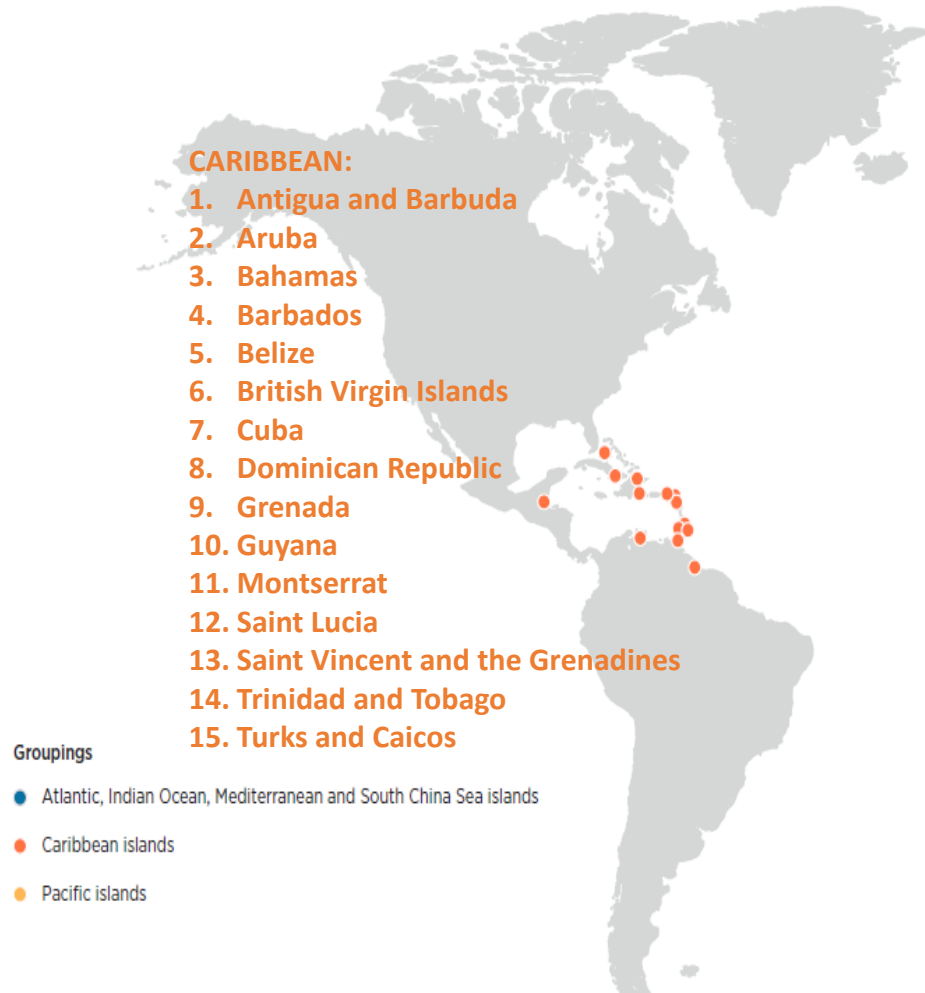 CARIBBEAN:
1. Antigua and Barbuda
2. Aruba
3. Bahamas
4. Barbados
5. Belize
6. British Virgin Islands
7. Cuba
8. Dominican Republic
9. Grenada
10. Guyana
11. Montserrat
12. Saint Lucia
13. Saint Vincent and the Grenadines
14. Trinidad and Tobago
15. Turks and Caicos
Groupings
Atlantic, Indian Ocean, Mediterranean and South China Sea islands
Caribbean islands
Pacific islands